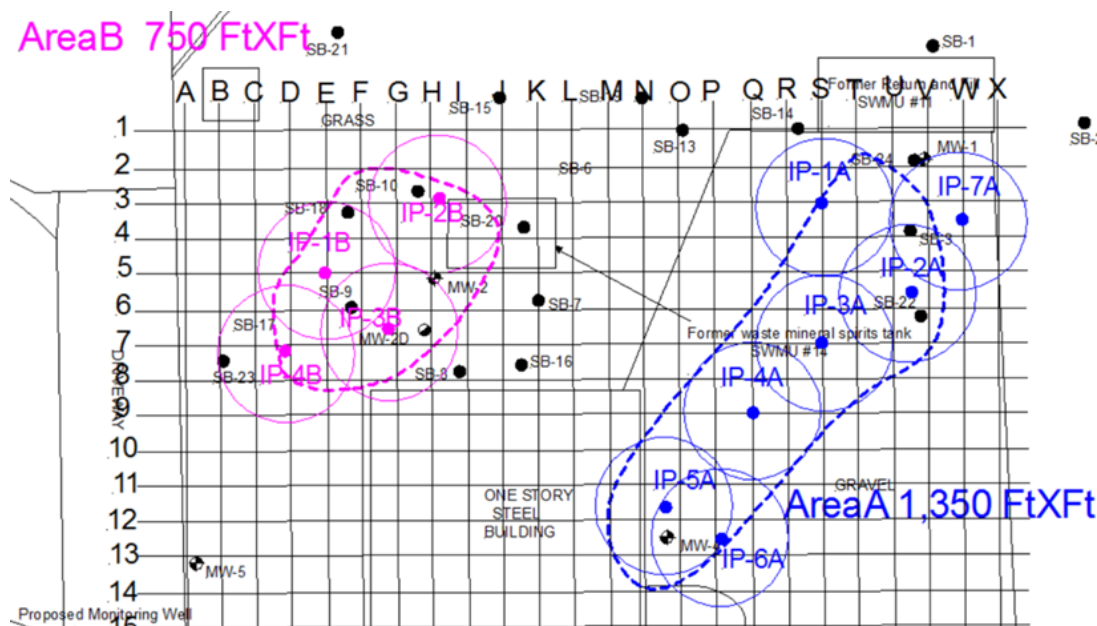 AreaB 750 FtXFt
SB-21
SB-1
A B C D E F G H I J K L M N O P Q R S T U V W X
Former Return and Fill
SWMU #11
SB-15
SB-14
GRASS
1
SB-13
2
SB-6
IP-1A
SB-24
MW-1
SB-10
IP-7A
3
SB-18
IP-2B
SB-20
4
IP-1B
SB-3
5
MW-2
IP-2A
SB-9
IP-3B
SB-7
IP-3A
SB-22
6
SB-17
MW-2D
Former waste mineral spirits tank
SWMU #14
7
SB-23
IP-4B
SB-8
SB-16
IP-4A
8
DRIVEWAY
9
10
11
IP-5A
GRAVEL
ONE STORY
STEEL
BUILDING
AreaA 1,350 FtXFt
12
13
MW-5
IP-6A
14
Proposed Monitoring Well
15